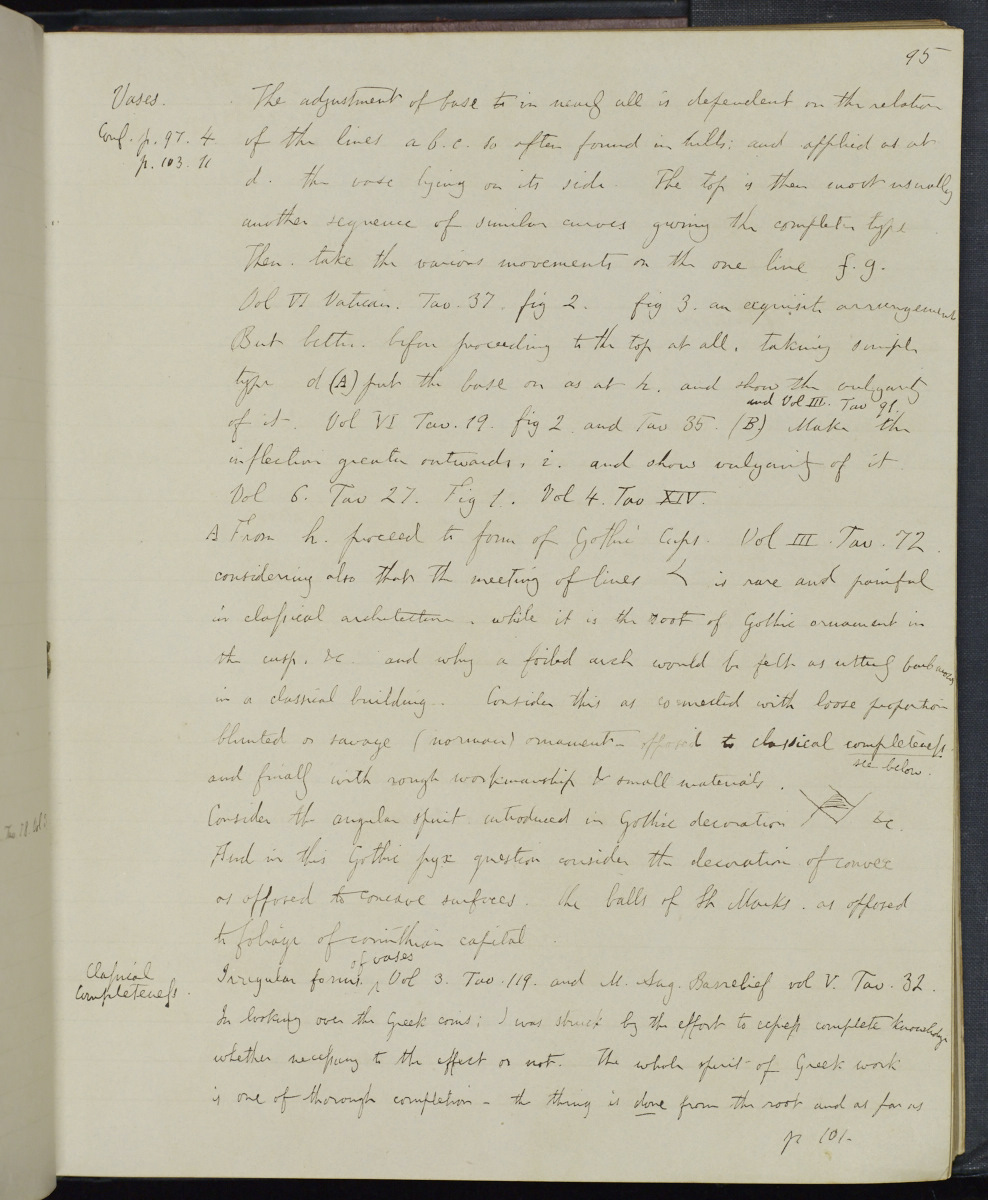 95
Vases.
Conf. p. 97. 4.
p. 103. 11
The adjustment of base to in nearly all is dependent on the relation
of the lines a b. c. so often found in hills; and applied as at
d. the vase lying on its side. The top is then most usually
another sequence of similar curves giving the complete type
Then. take the various movements on the one line f. g.
Vol VI Vatican. Tav. 37. fig 2. fig 3. an exquisite arrangement
But better. before proceeding to the top at all. taking simple
type d (A) put the base on as at h. and show the vulgarity
and Vol III. Tav 91.
of it. Vol VI Tav. 19. fig 2 and Tav 35. (B) Make the
inflection greater outwards. i. and show vulgarity of it
Vol 6. Tav 27. Fig 1. Vol 4. Tav XIV.
A From h. proceed to form of Gothic Cups. Vol III. Tav. 72.
considering also that the meeting of lines < is rare and painful
in classical architecture. while it is the root of Gothic ornament in
the cusp. &c. and why a foiled arch would be felt as utterly barbarous
in a classical building. Consider this as connected with loose proportion
blunted or savage (norman) ornament - opposed to classical completeness.
see below.
and finally with rough workmanship & small materials.
Consider the angular spirit introduced in Gothic decoration &c.
And in this Gothic pyx question consider the decoration of convex
as opposed to concave surfaces. the balls of St Marks. as opposed
to foliage of corinthian capital.
Classical
Completeness.
of vases
Irregular forms. Vol 3. Tav. 119. and M. Aug. Basrelief vol V. Tav. 32.
In looking over the Greek coins; I was struck by the effort to express complete knowledge
whether necessary to the effect or not. The whole spirit of Greek work
is one of thorough completion - the thing is done from the root and as far as
p 101.